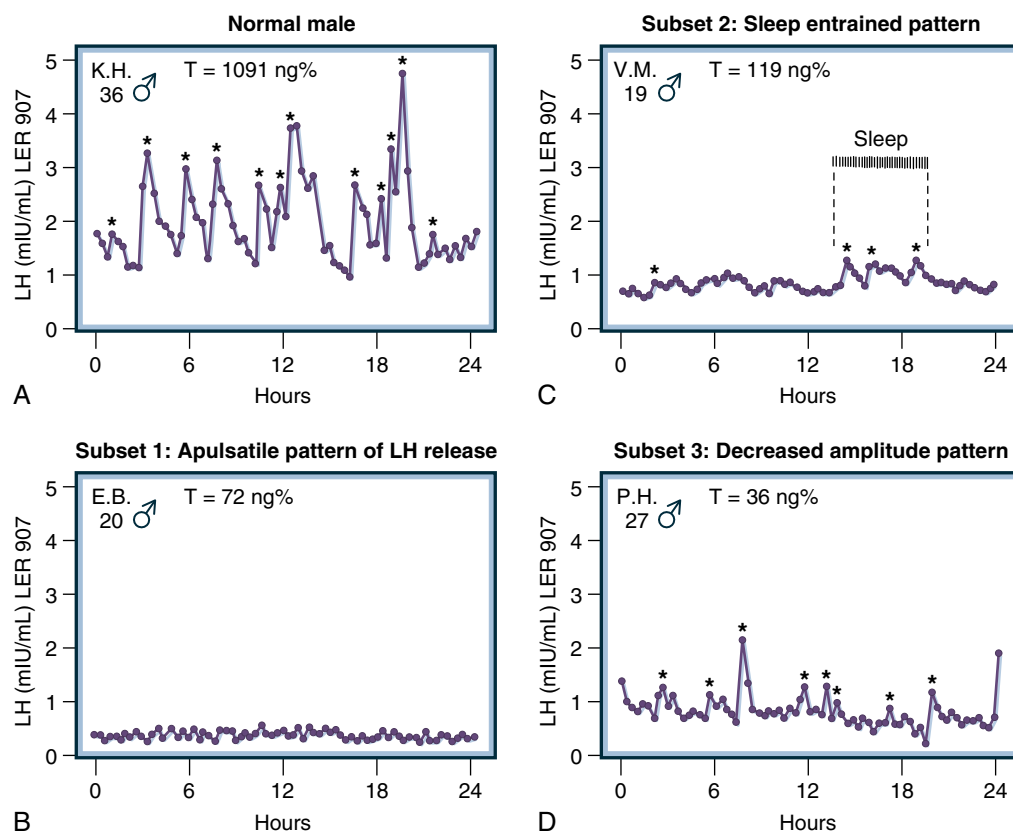 Normal male
K.H.
36 ♂
T = 1091 ng%
LH (mIU/mL) LER 907
5
4
3
2
1
0
* * * * * * * * * * *
0 6 12 18 24
Hours
A
Subset 2: Sleep entrained pattern
V.M.
19 ♂
T = 119 ng%
Sleep
LH (mIU/mL) LER 907
5
4
3
2
1
0
* * * *
0 6 12 18 24
Hours
C
Subset 1: Apulsatile pattern of LH release
E.B.
20 ♂
T = 72 ng%
LH (mIU/mL) LER 907
5
4
3
2
1
0
0 6 12 18 24
Hours
B
Subset 3: Decreased amplitude pattern
P.H.
27 ♂
T = 36 ng%
LH (mIU/mL) LER 907
5
4
3
2
1
0
* * * * * * * *
0 6 12 18 24
Hours
D